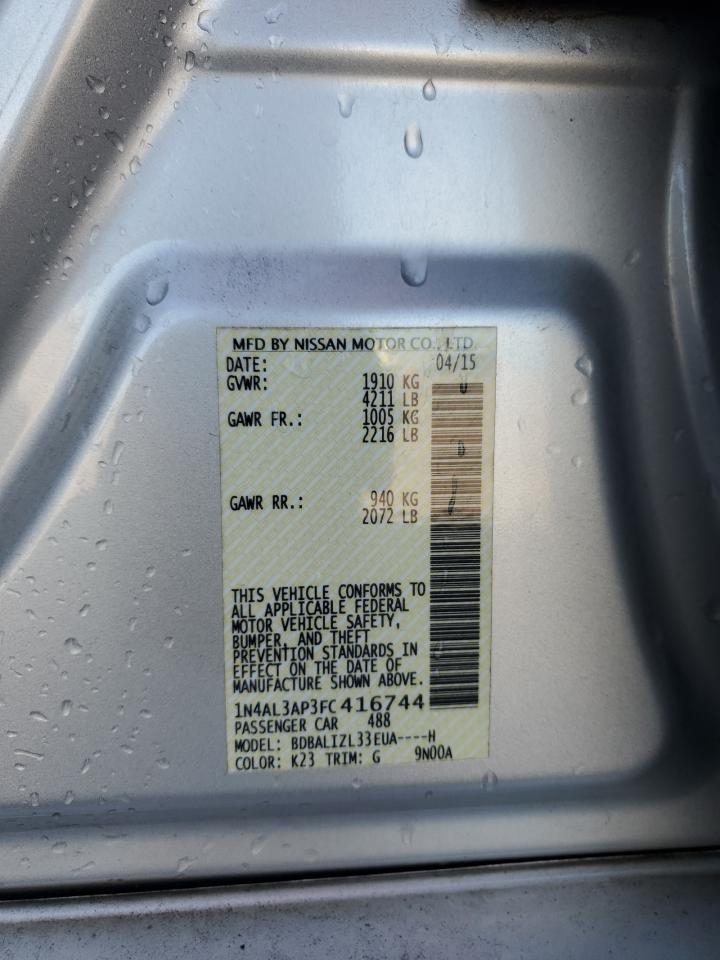 MFD BY NISSAN MOTOR CO., LTD.
DATE: 04/15
GVWR: 1910 KG
4211 LB
GAWR FR.: 1005 KG
2216 LB
GAWR RR.: 940 KG
2072 LB
THIS VEHICLE CONFORMS TO
ALL APPLICABLE FEDERAL
MOTOR VEHICLE SAFETY,
BUMPER, AND THEFT
PREVENTION STANDARDS IN
EFFECT ON THE DATE OF
MANUFACTURE SHOWN ABOVE.
1N4AL3AP3FC416744
PASSENGER CAR 488
MODEL: BDBALIZL33EUA----H
COLOR: K23 TRIM: G 9N00A